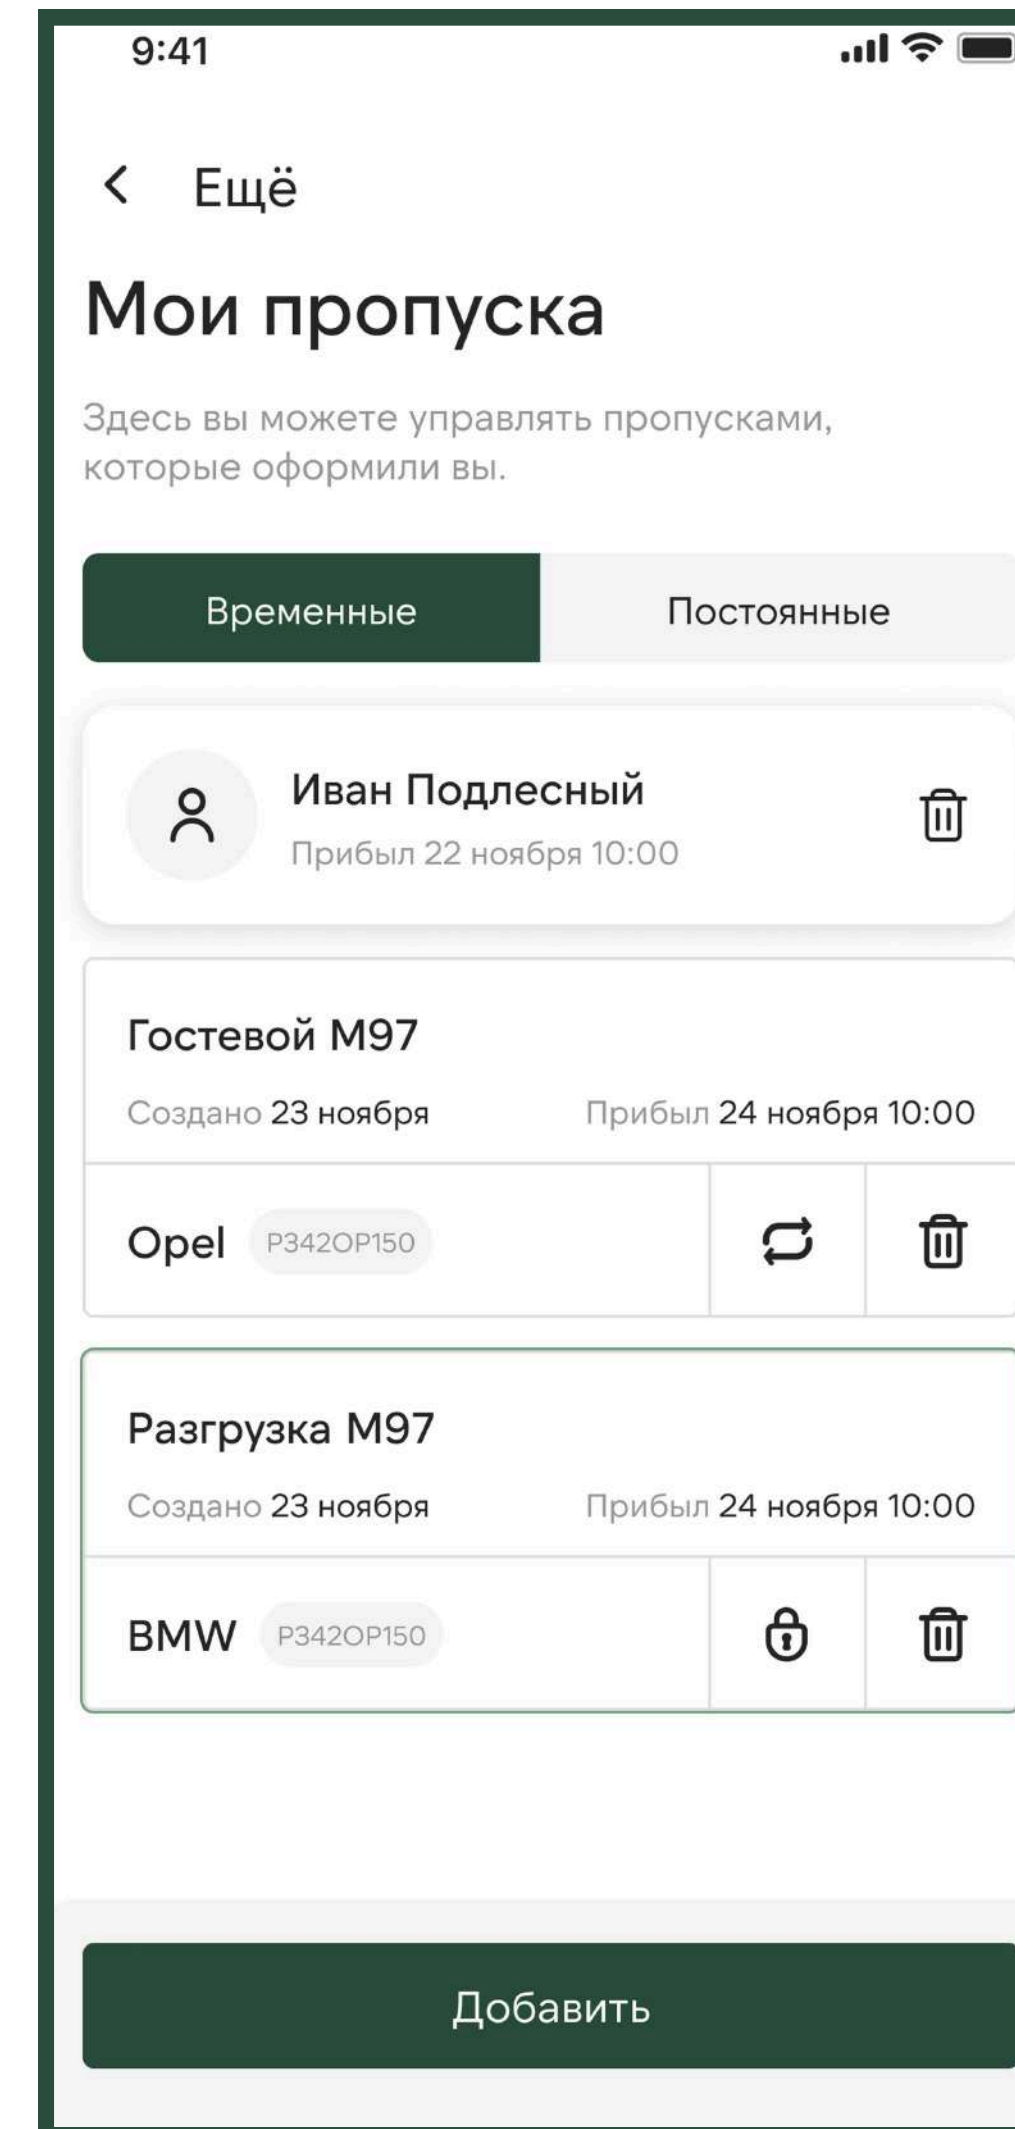 9:41
Ещё
Мои пропуска
Здесь вы можете управлять пропусками,
которые оформили вы.
Временные Постоянные
Иван Подлесный
Прибыл 22 ноября 10:00
Гостевой М97
Создано 23 ноября Прибыл 24 ноября 10:00
Opel P342OP150
Разгрузка М97
Создано 23 ноября Прибыл 24 ноября 10:00
BMW P342OP150
Добавить